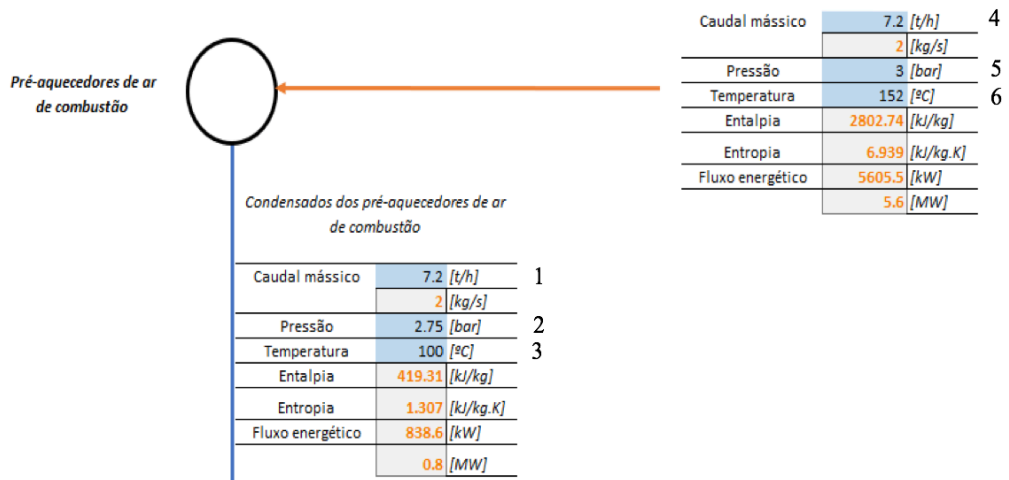 Pré-aquecedores de ar
de combustão
Caudal mássico 7.2 [t/h] 4
2 [kg/s]
Pressão 3 [bar] 5
Temperatura 152 [ºC] 6
Entalpia 2802.74 [kJ/kg]
Entropia 6.939 [kJ/kg.K]
Fluxo energético 5605.5 [kW]
5.6 [MW]
Condensados dos pré-aquecedores de ar
de combustão
Caudal mássico 7.2 [t/h] 1
2 [kg/s]
Pressão 2.75 [bar] 2
Temperatura 100 [ºC] 3
Entalpia 419.31 [kJ/kg]
Entropia 1.307 [kJ/kg.K]
Fluxo energético 838.6 [kW]
0.8 [MW]